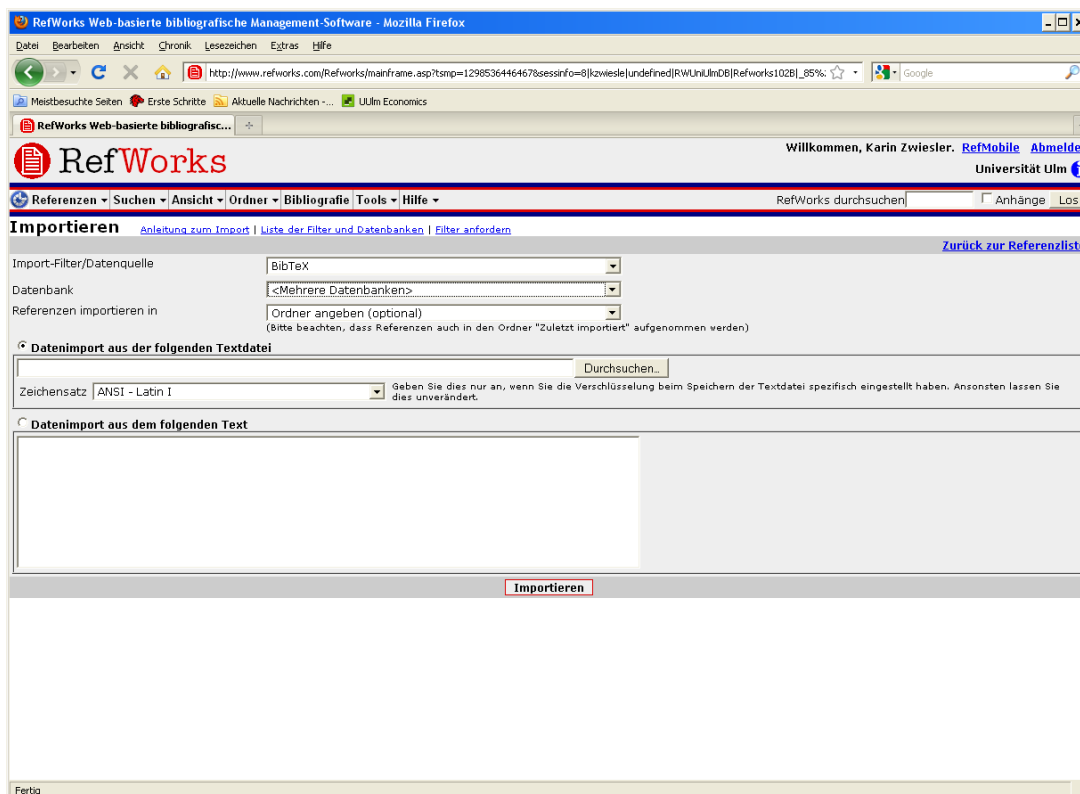 RefWorks Web-basierte bibliografische Management-Software - Mozilla Firefox
Datei Bearbeiten Ansicht Chronik Lesezeichen Extras Hilfe
http://www.refworks.com/Refworks/mainframe.asp?tsmp=1298536446467&sessinfo=8|kzwiesle|undefined|RWUniUlmDB|Refworks102B|_85%: Google
Meistbesuchte Seiten Erste Schritte Aktuelle Nachrichten -... UUlm Economics
RefWorks Web-basierte bibliografisc...
RefWorks
Willkommen, Karin Zwiesler. RefMobile Abmelde
Universität Ulm
Referenzen Suchen Ansicht Ordner Bibliografie Tools Hilfe RefWorks durchsuchen Anhänge Los
Importieren Anleitung zum Import | Liste der Filter und Datenbanken | Filter anfordern
Zurück zur Referenzliste
Import-Filter/Datenquelle BibTeX
Datenbank <Mehrere Datenbanken>
Referenzen importieren in Ordner angeben (optional)
(Bitte beachten, dass Referenzen auch in den Ordner "Zuletzt importiert" aufgenommen werden)
Datenimport aus der folgenden Textdatei
Durchsuchen...
Zeichensatz ANSI - Latin I Geben Sie dies nur an, wenn Sie die Verschlüsselung beim Speichern der Textdatei spezifisch eingestellt haben. Ansonsten lassen Sie
dies unverändert.
Datenimport aus dem folgenden Text
Importieren
Fertig